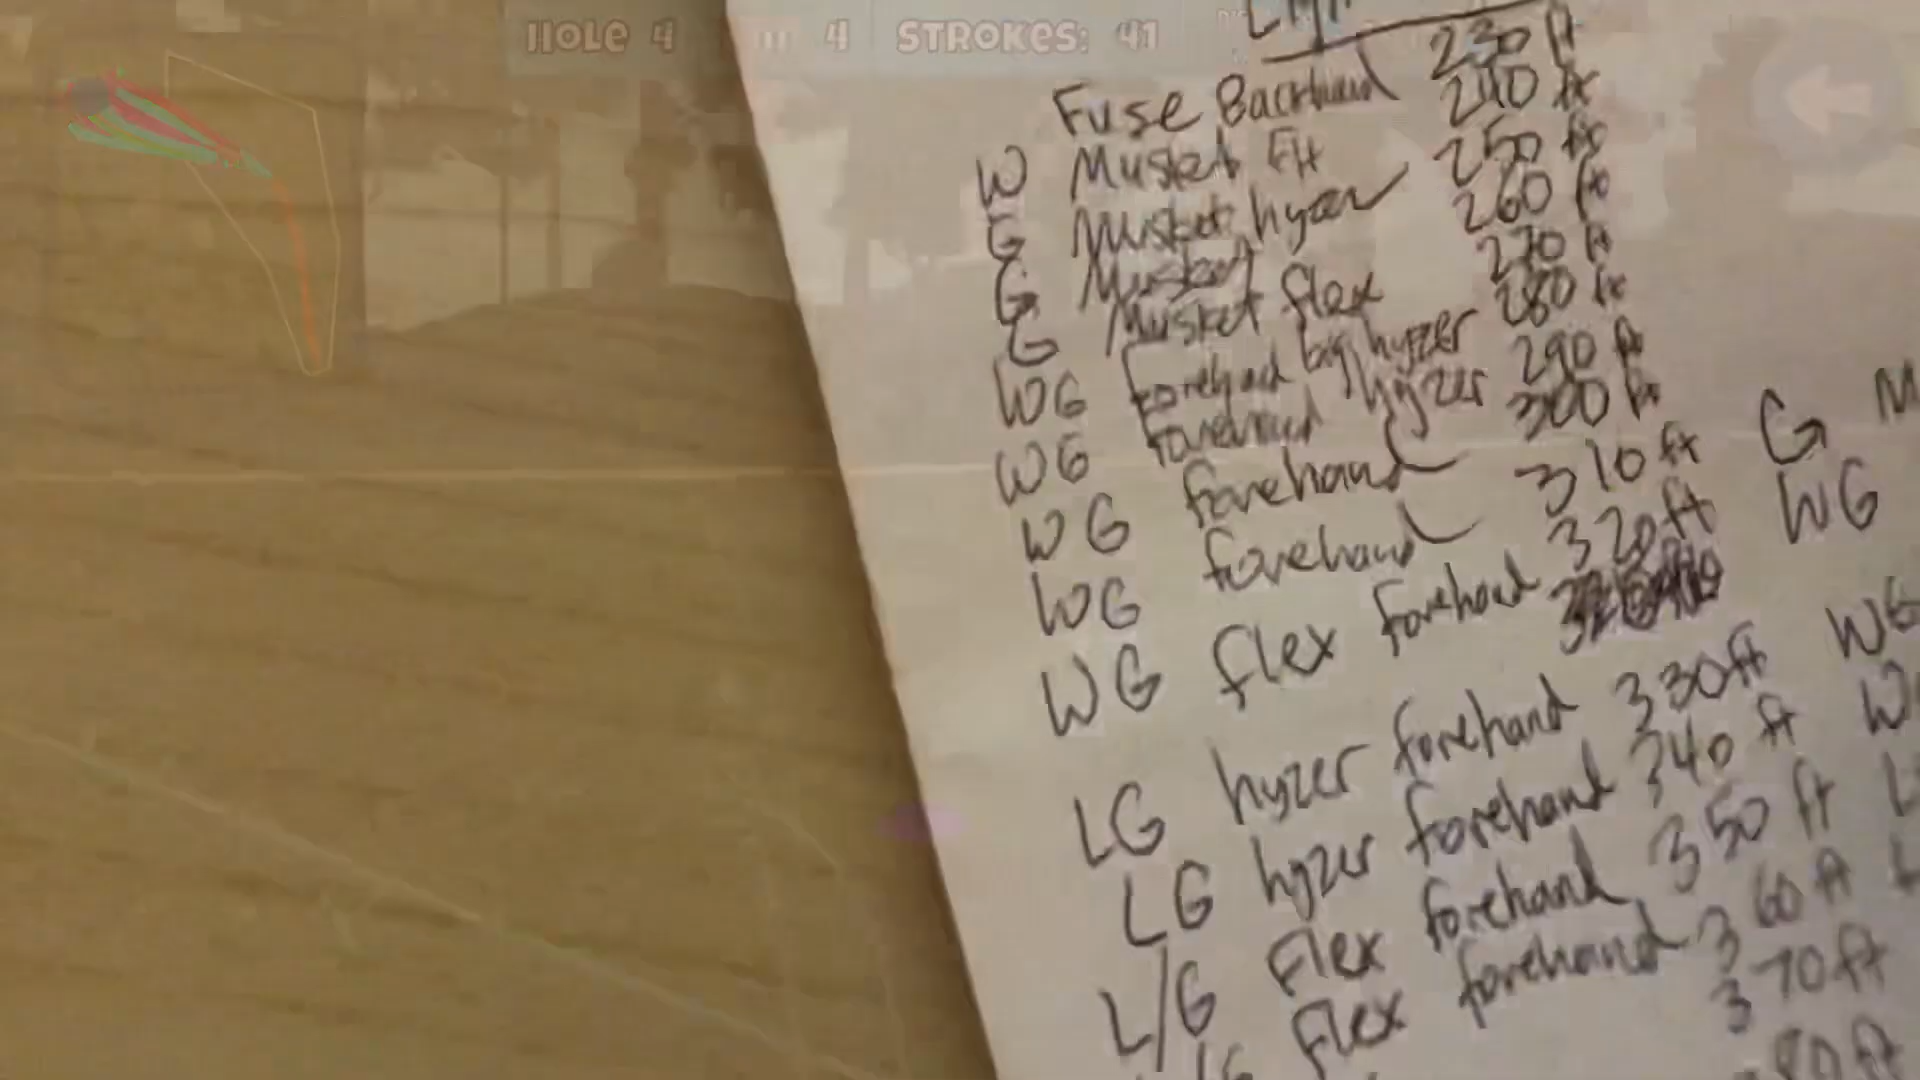 Hole 4 4 Strokes: 41
230 ft
Fuse Backhand 240 ft
W Musket FH 250 ft
G Musket hyzer 260 ft
G Musket 270 ft
G Musket flex 280 ft
WG Forehand big hyzer 290 ft
WG forehand hyzer 300 ft
WG forehand 310 ft G
WG forehand 320 ft WG
WG flex forehand
LG hyzer forehand 330 ft WG
LG hyzer forehand 340 ft
L/G Flex forehand 350 ft
LG flex forehand 360 ft
370 ft